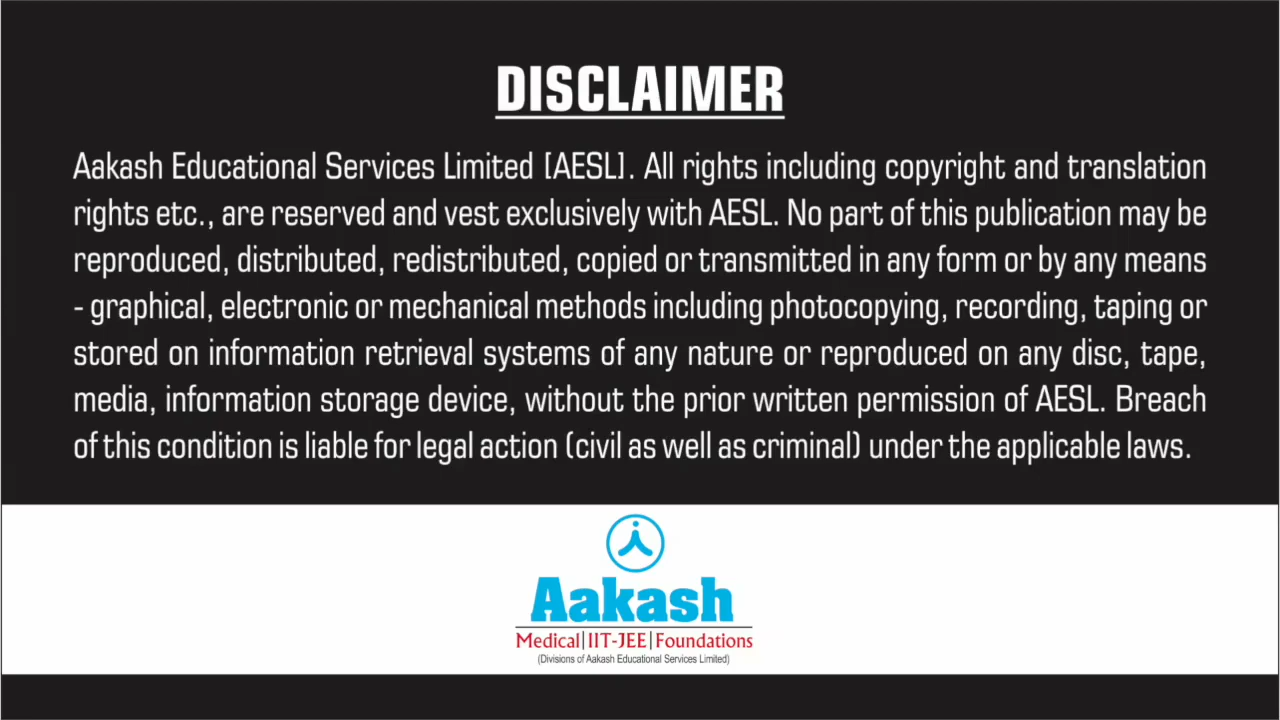 DISCLAIMER
Aakash Educational Services Limited [AESL]. All rights including copyright and translation
rights etc., are reserved and vest exclusively with AESL. No part of this publication may be
reproduced, distributed, redistributed, copied or transmitted in any form or by any means
- graphical, electronic or mechanical methods including photocopying, recording, taping or
stored on information retrieval systems of any nature or reproduced on any disc, tape,
media, information storage device, without the prior written permission of AESL. Breach
of this condition is liable for legal action (civil as well as criminal) under the applicable laws.
Aakash
Medical|IIT-JEE|Foundations
(Divisions of Aakash Educational Services Limited)